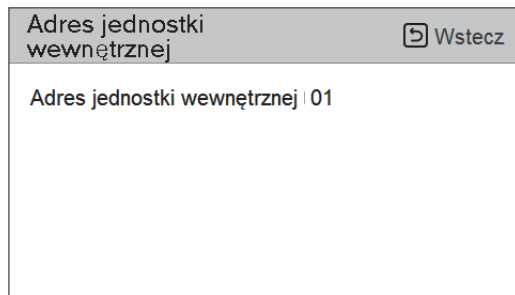 Adres jednostki
wewnętrznej
Wstecz
Adres jednostki wewnętrznej | 01